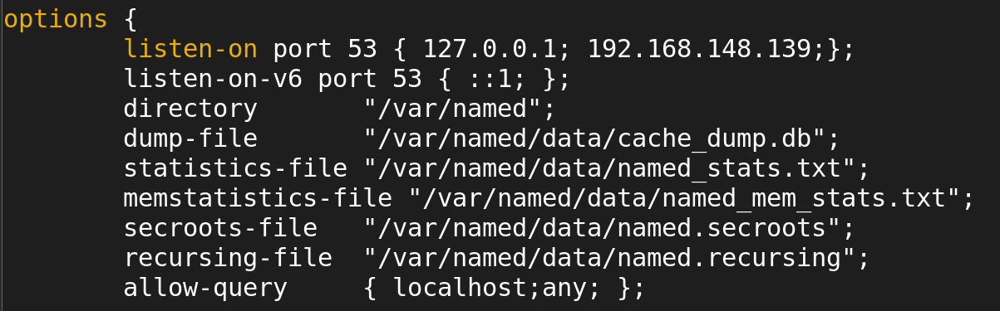 options {
        listen-on port 53 { 127.0.0.1; 192.168.148.139;};
        listen-on-v6 port 53 { ::1; };
        directory       "/var/named";
        dump-file       "/var/named/data/cache_dump.db";
        statistics-file "/var/named/data/named_stats.txt";
        memstatistics-file "/var/named/data/named_mem_stats.txt";
        secroots-file   "/var/named/data/named.secroots";
        recursing-file  "/var/named/data/named.recursing";
        allow-query     { localhost;any; };